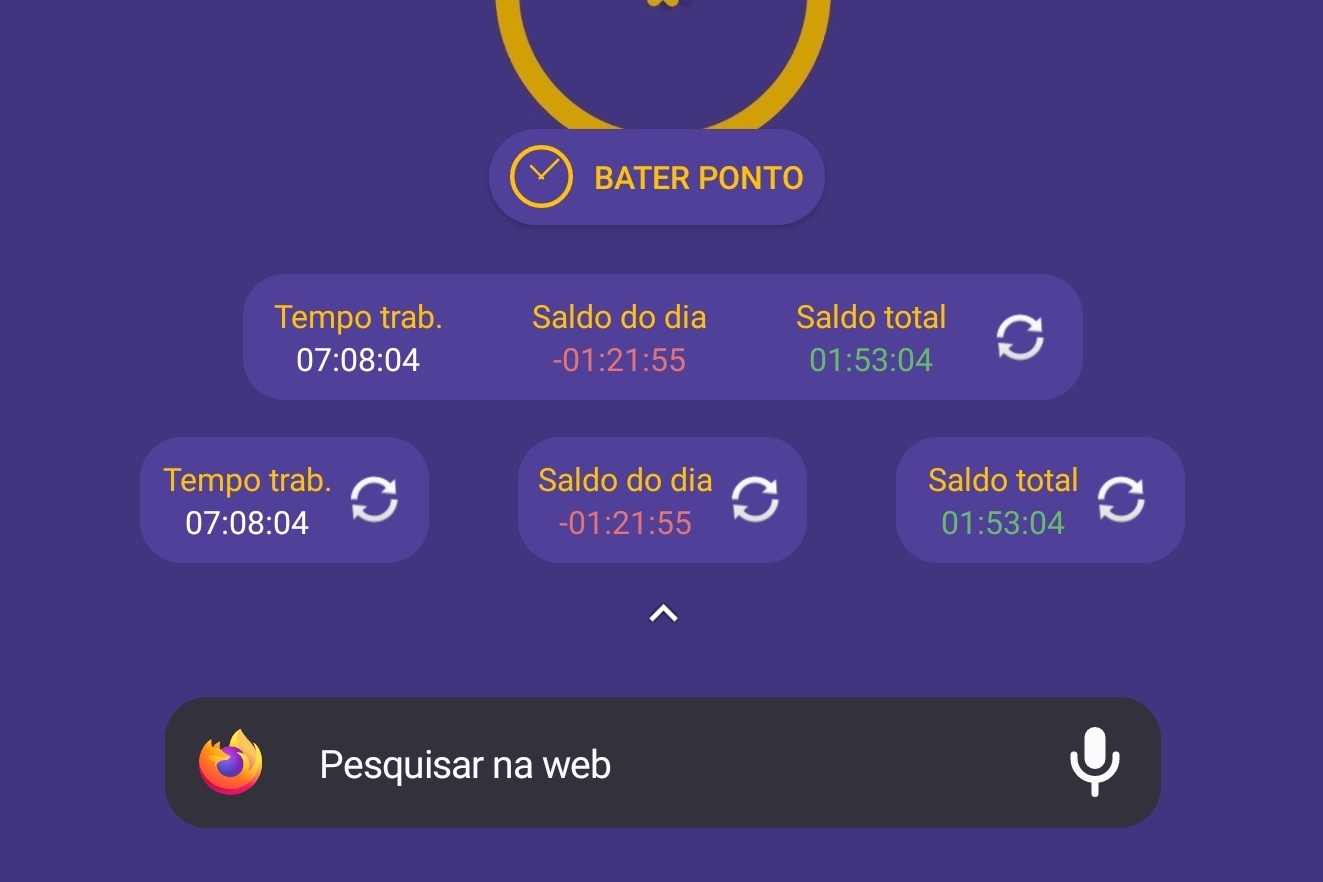 BATER PONTO
Tempo trab. Saldo do dia Saldo total
07:08:04 -01:21:55 01:53:04
Tempo trab. Saldo do dia Saldo total
07:08:04 -01:21:55 01:53:04
Pesquisar na web